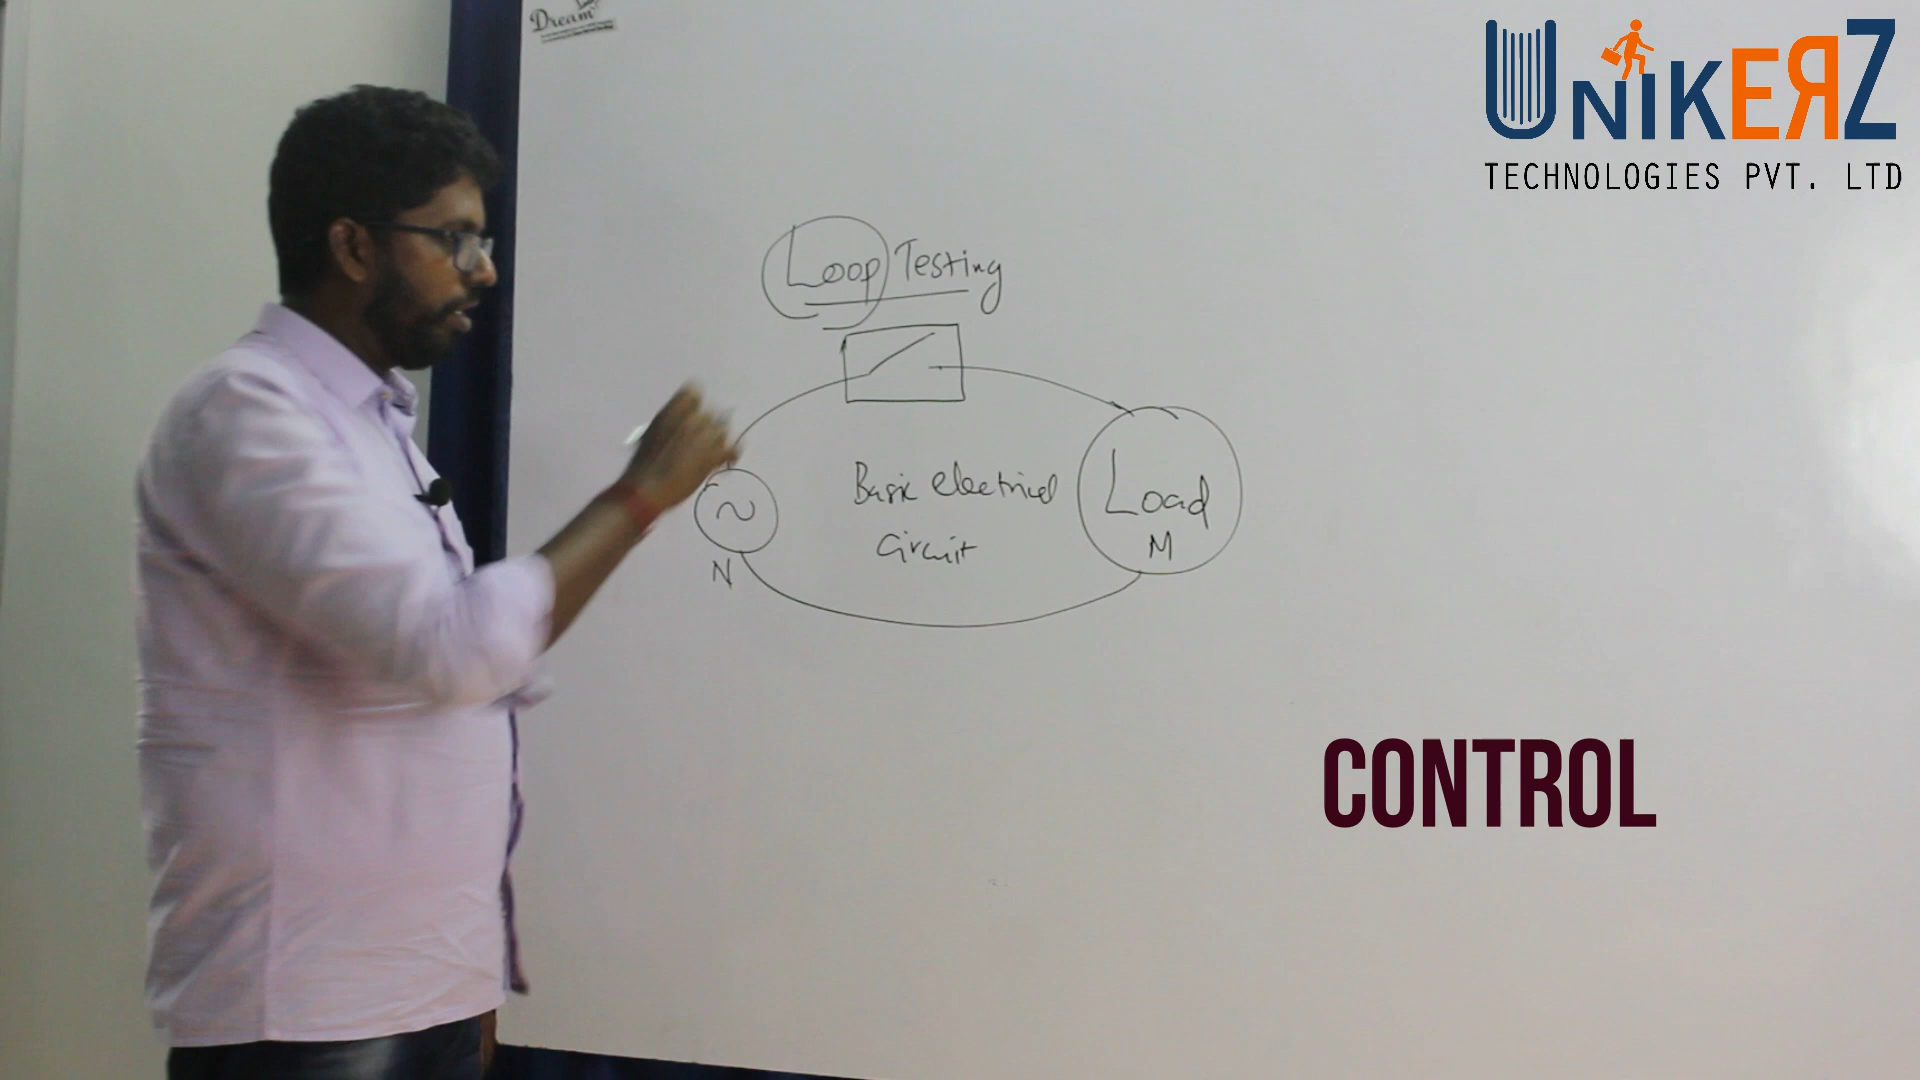 Dream
UNIKERZ
TECHNOLOGIES PVT. LTD
Loop Testing
Basic electrical
circuit
Load
M
N
CONTROL